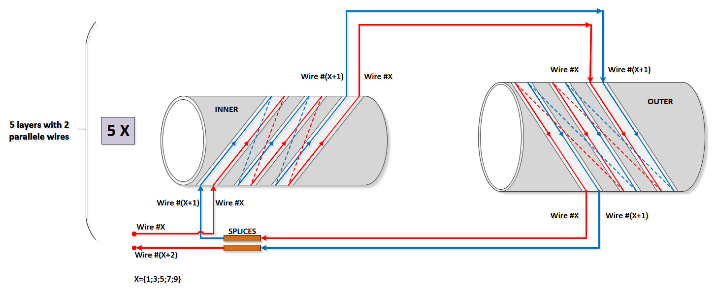 Wire #(X+1)
Wire #X
Wire #X
Wire #(X+1)
INNER
OUTER
5 layers with 2
parallele wires
5 X
Wire #(X+1)
Wire #X
Wire #X
Wire #(X+1)
Wire #X
SPLICES
Wire #(X+2)
X={1;3;5;7;9}